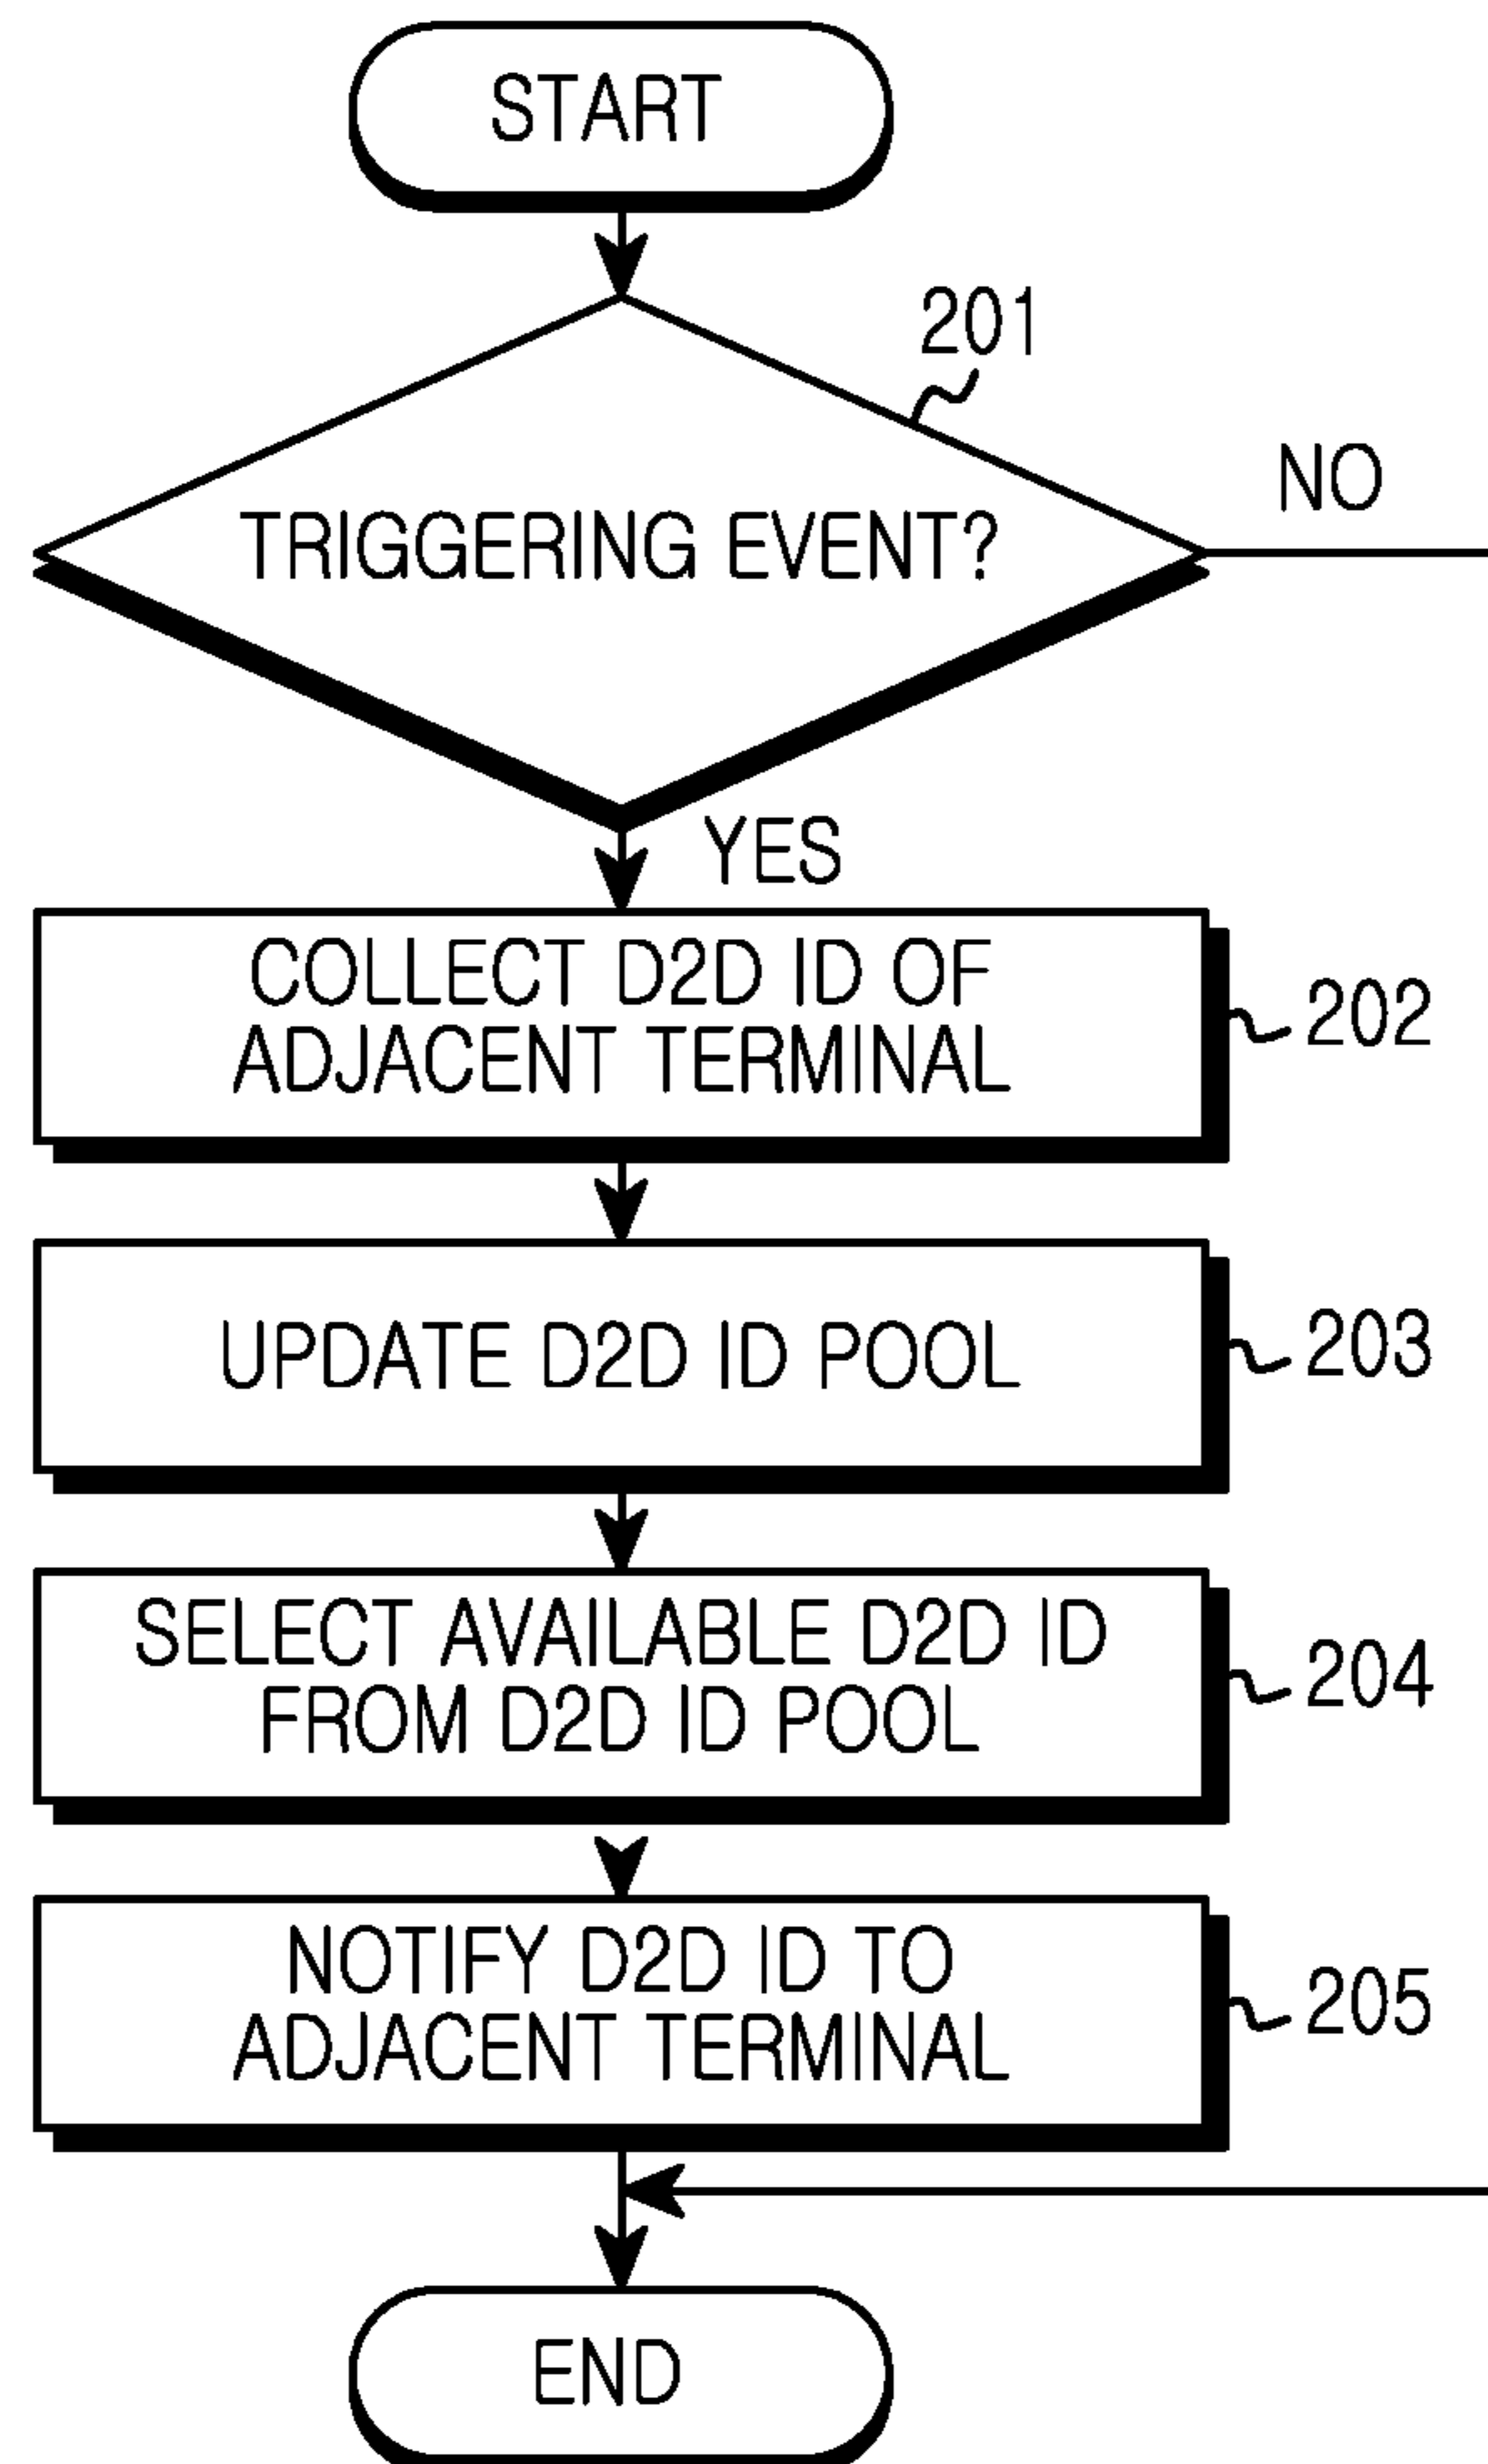 START
201
NO
TRIGGERING EVENT?
YES
COLLECT D2D ID OF
ADJACENT TERMINAL
202
UPDATE D2D ID POOL
203
SELECT AVAILABLE D2D ID
FROM D2D ID POOL
204
NOTIFY D2D ID TO
ADJACENT TERMINAL
205
END